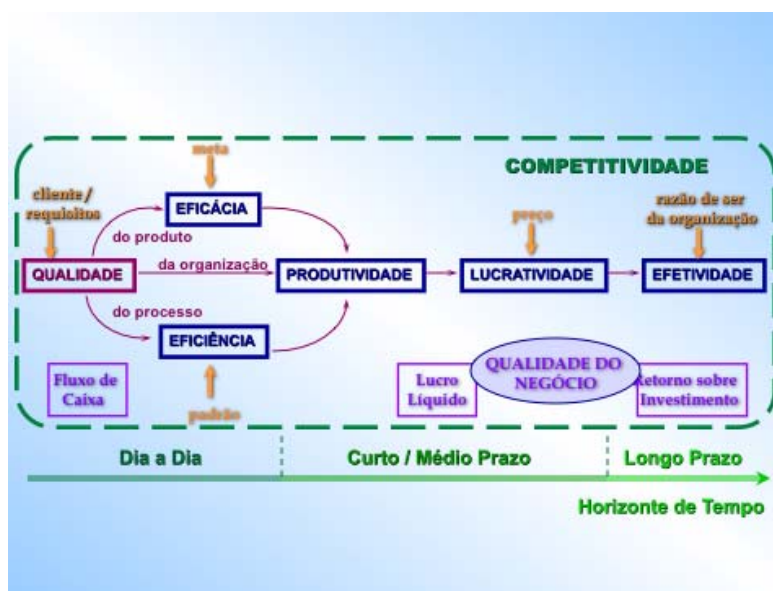 meta
COMPETITIVIDADE
cliente/
requisitos
EFICÁCIA
preço
razão de ser
da organização
do produto
da organização
QUALIDADE
PRODUTIVIDADE
LUCRATIVIDADE
EFETIVIDADE
do processo
EFICIÊNCIA
Fluxo de
Caixa
padrão
Lucro
Líquido
QUALIDADE DO
NEGÓCIO
Retorno sobre
Investimento
Dia a Dia
Curto / Médio Prazo
Longo Prazo
Horizonte de Tempo